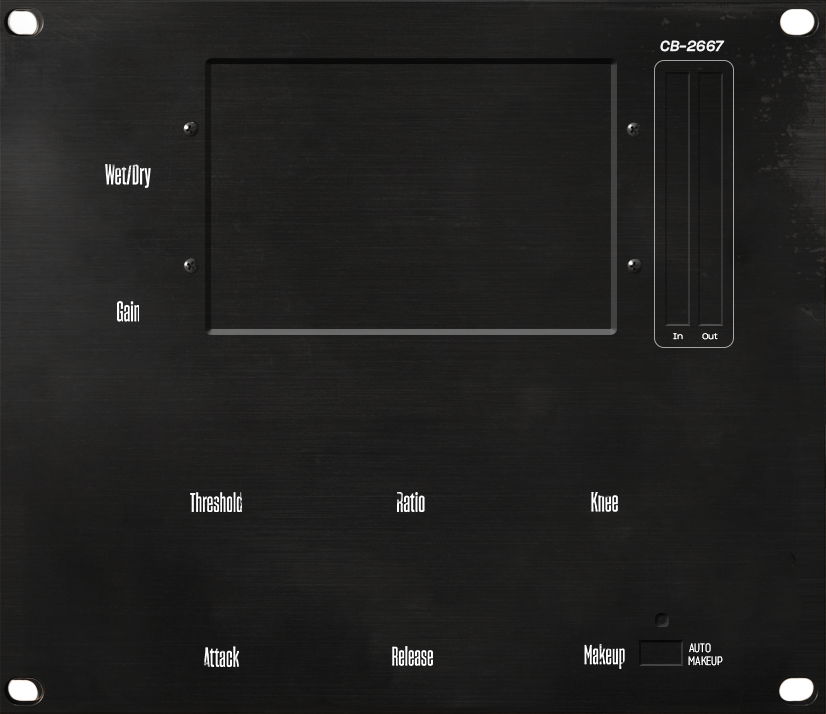 CB-2667
Wet/Dry
Gain
In Out
Threshold Ratio Knee
Attack Release Makeup AUTO
MAKEUP